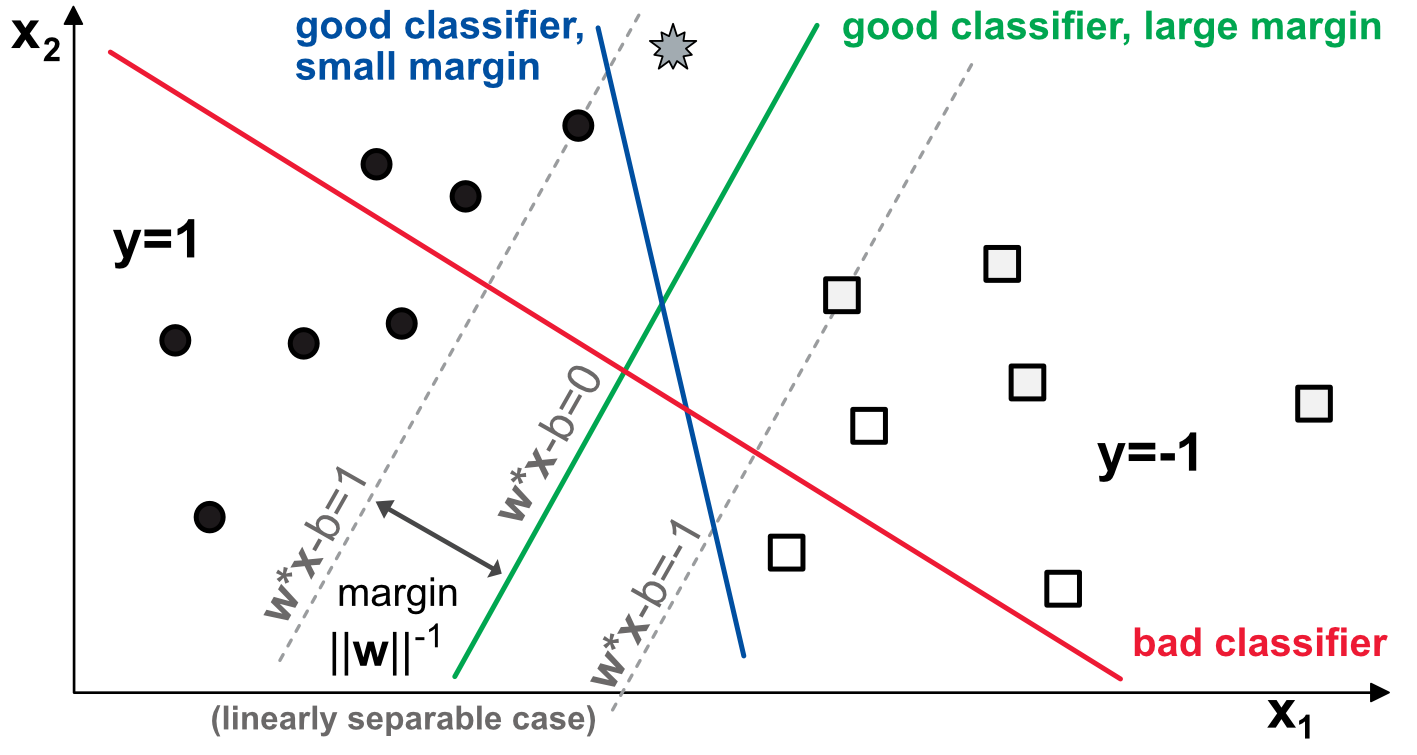 x₂
good classifier,
small margin
good classifier, large margin
y=1
w*x-b=1
w*x-b=0
w*x-b=-1
y=-1
margin
||w||⁻¹
bad classifier
(linearly separable case)
x₁